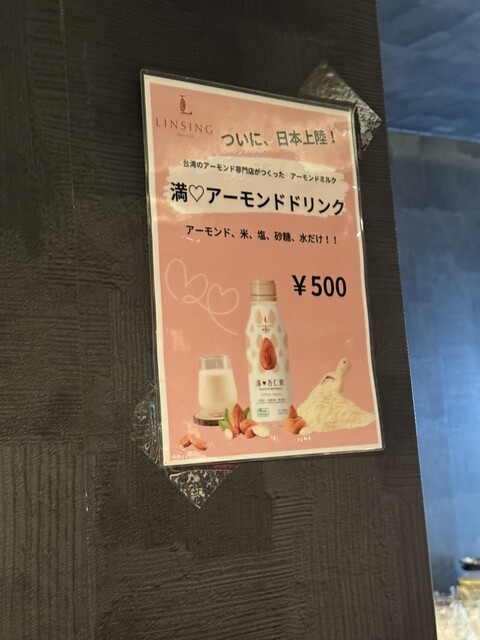 LINSING
ついに、日本上陸！
台湾のアーモンド専門店がつくった アーモンドミルク
満♡アーモンドドリンク
アーモンド、米、塩、砂糖、水だけ！！
￥500
満♥杏仁飲